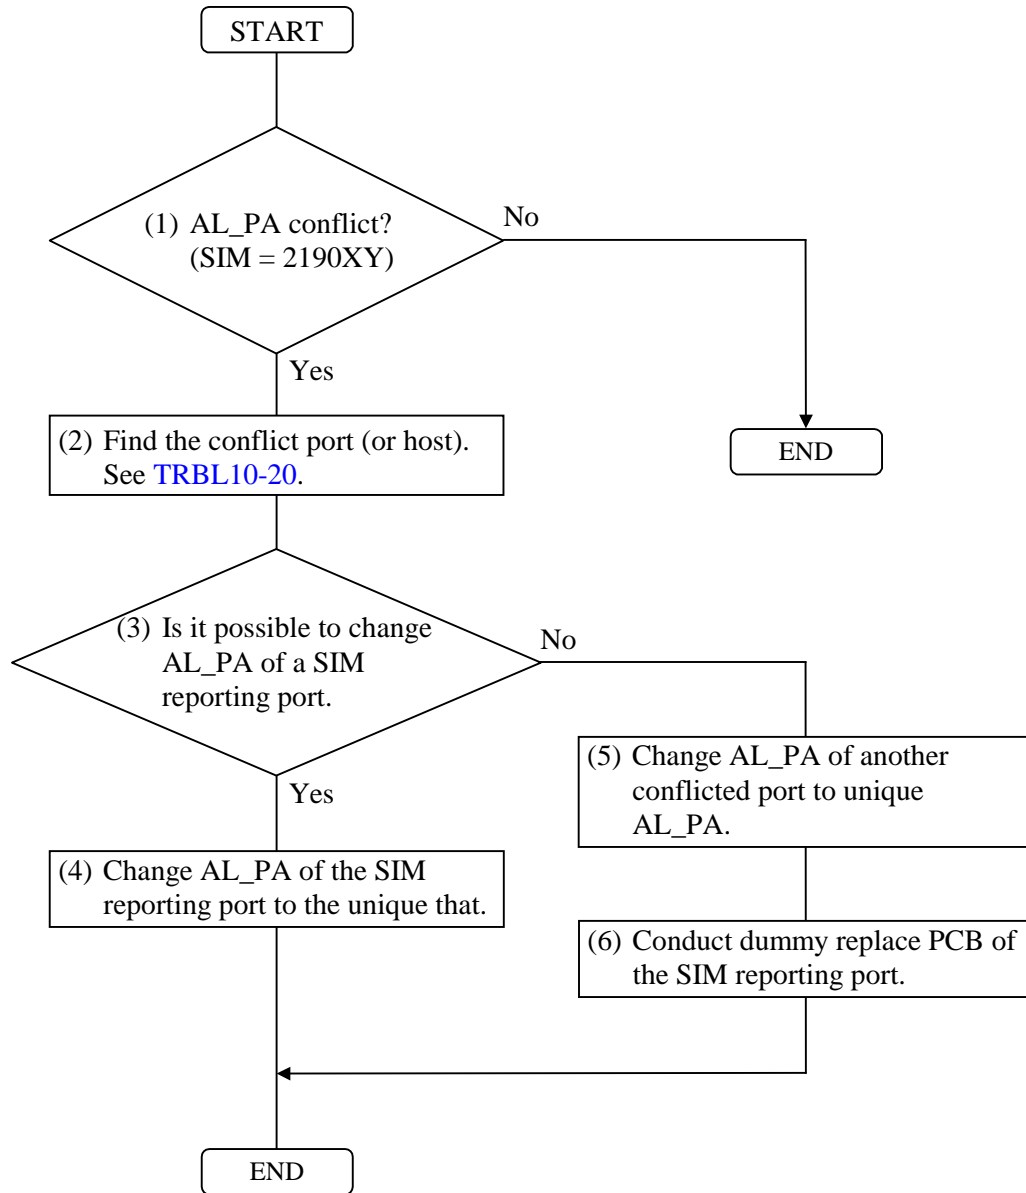 START
(1) AL_PA conflict?
(SIM = 2190XY)
No
Yes
(2) Find the conflict port (or host).
See TRBL10-20.
END
(3) Is it possible to change
AL_PA of a SIM
reporting port.
No
Yes
(5) Change AL_PA of another
conflicted port to unique
AL_PA.
(4) Change AL_PA of the SIM
reporting port to the unique that.
(6) Conduct dummy replace PCB of
the SIM reporting port.
END